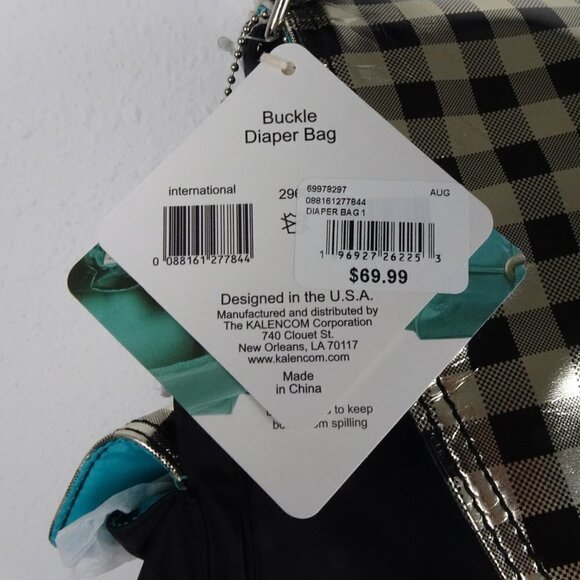 Buckle
Diaper Bag
international
0 088161 277844
69978297 AUG
088161277844
DIAPER BAG 1
1 96927 26225 3
$69.99
Designed in the U.S.A.
Manufactured and distributed by
The KALENCOM Corporation
740 Clouet St.
New Orleans, LA 70117
www.kalencom.com
Made
in China
to keep
spilling